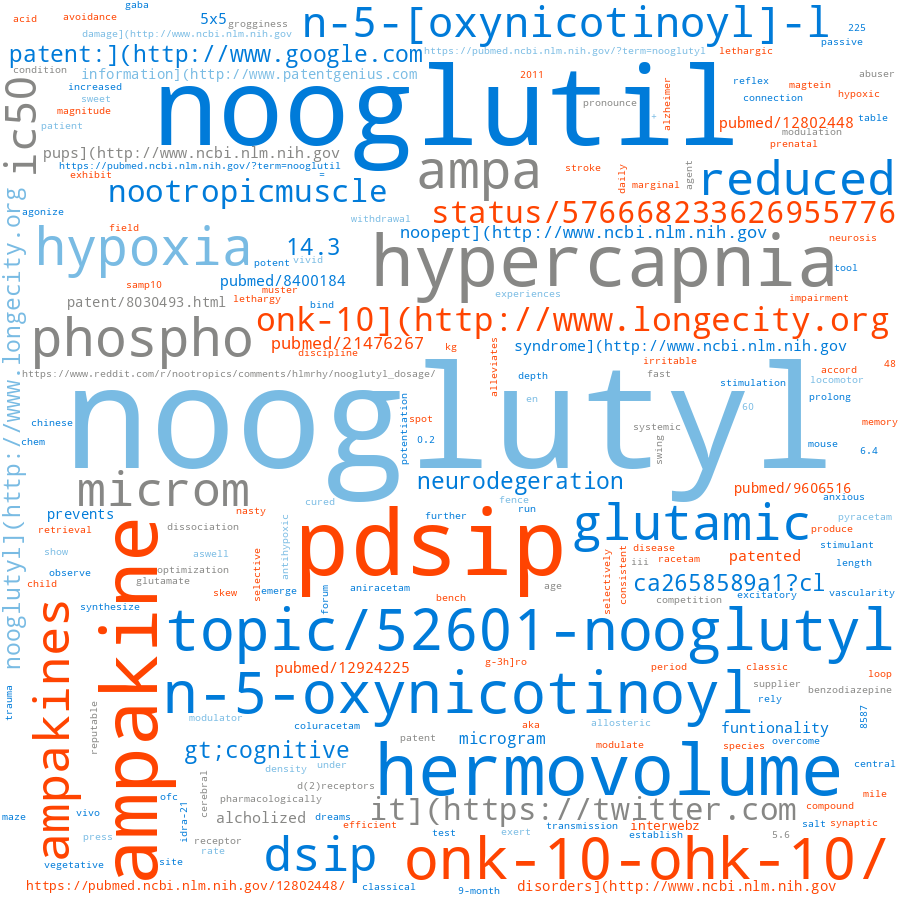 gaba
acid
avoidance
5x5
grogginess
n-5-[oxynicotinoyl]-l
225
damage](http://www.ncbi.nlm.nih.gov
passive
patent:](http://www.google.com
https://pubmed.ncbi.nlm.nih.gov/?term=nooglutyl
lethargic
condition
information](http://www.patentgenius.com
2011
nooglutil
reflex
abuser
increased
magtein
sweet
connection
hypoxic
magnitude
pronounce
alzheimer
+
table
patient
pubmed/12802448
ic50
modulation
pups](http://www.ncbi.nlm.nih.gov
prenatal
https://pubmed.ncbi.nlm.nih.gov/?term=nooglutil
exhibit
=
ampa
stroke
daily
marginal
agent
reduced
nootropicmuscle
agonize
withdrawal
status/576668233626955776
field
hypoxia
14.3
noopept](http://www.ncbi.nlm.nih.gov
neurosis
potent
vivid
hypercapnia
tool
samp10
pubmed/8400184
lethargy
muster
bind
experiences
impairment
patent/8030493.html
nooglutyl](http://www.longecity.org
phospho
onk-10](http://www.longecity.org
pubmed/21476267
discipline
kg
alleviates
syndrome](http://www.ncbi.nlm.nih.gov
irritable
accord
48
https://www.reddit.com/r/nootropics/comments/hlmrhy/nooglutyl_dosage/
depth
fast
stimulation
locomotor
nooglutyl
en
60
prolong
chinese
potentiation
spot
systemic
memory
chem
0.2
swing
mouse
6.4
microm
neurodegeration
pubmed/9606516
anxious
prevents
nasty
cured
fence
run
further
glutamic
pyracetam
produce
retrieval
dissociation
antihypoxic
pdsip
show
aswell
selective
selectively
consistent
disease
iii
racetam
patented
stimulant
observe
optimization
length
child
glutamate
skew
emerge
forum
aniracetam
age
ca2658589a1?cl
vascularity
synthesize
bench
competition
excitatory
ampakines
ampakine
topic/52601-nooglutyl
pubmed/12924225
g-3h]ro
period
classic
loop
trauma
n-5-oxynicotinoyl
supplier
benzodiazepine
rely
reputable
modulator
coluracetam
aka
allosteric
funtionality
8587
patent
microgram
modulate
species
overcome
gt;cognitive
density
under
hermovolume
central
ofc
cerebral
d(2)receptors
mile
pharmacologically
maze
vivo
idra-21
alcholized
dreams
it](https://twitter.com
compound
press
efficient
test
exert
transmission
interwebz
salt
synaptic
establish
5.6
receptor
rate
vegetative
site
dsip
onk-10-ohk-10/
https://pubmed.ncbi.nlm.nih.gov/12802448/
classical
9-month
disorders](http://www.ncbi.nlm.nih.gov